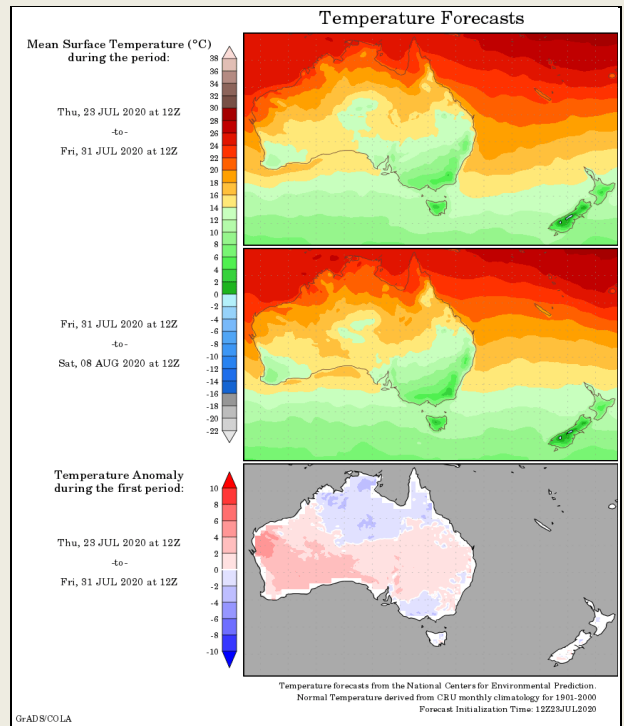 Temperature Forecasts
Mean Surface Temperature (°C)
during the period:
38
36
34
32
30
28
26
24
22
20
18
16
14
12
10
8
6
4
2
0
-2
-4
-6
-8
-10
-12
-14
-16
-18
-20
-22
Thu, 23 JUL 2020 at 12Z
-to-
Fri, 31 JUL 2020 at 12Z
Fri, 31 JUL 2020 at 12Z
-to-
Sat, 08 AUG 2020 at 12Z
Temperature Anomaly
during the first period:
10
8
6
4
2
0
-2
-4
-6
-8
-10
Thu, 23 JUL 2020 at 12Z
-to-
Fri, 31 JUL 2020 at 12Z
Temperature forecasts from the National Centers for Environmental Prediction.
Normal Temperature derived from CRU monthly climatology for 1901-2000
Forecast Initialization Time: 12Z23JUL2020
GrADS/COLA